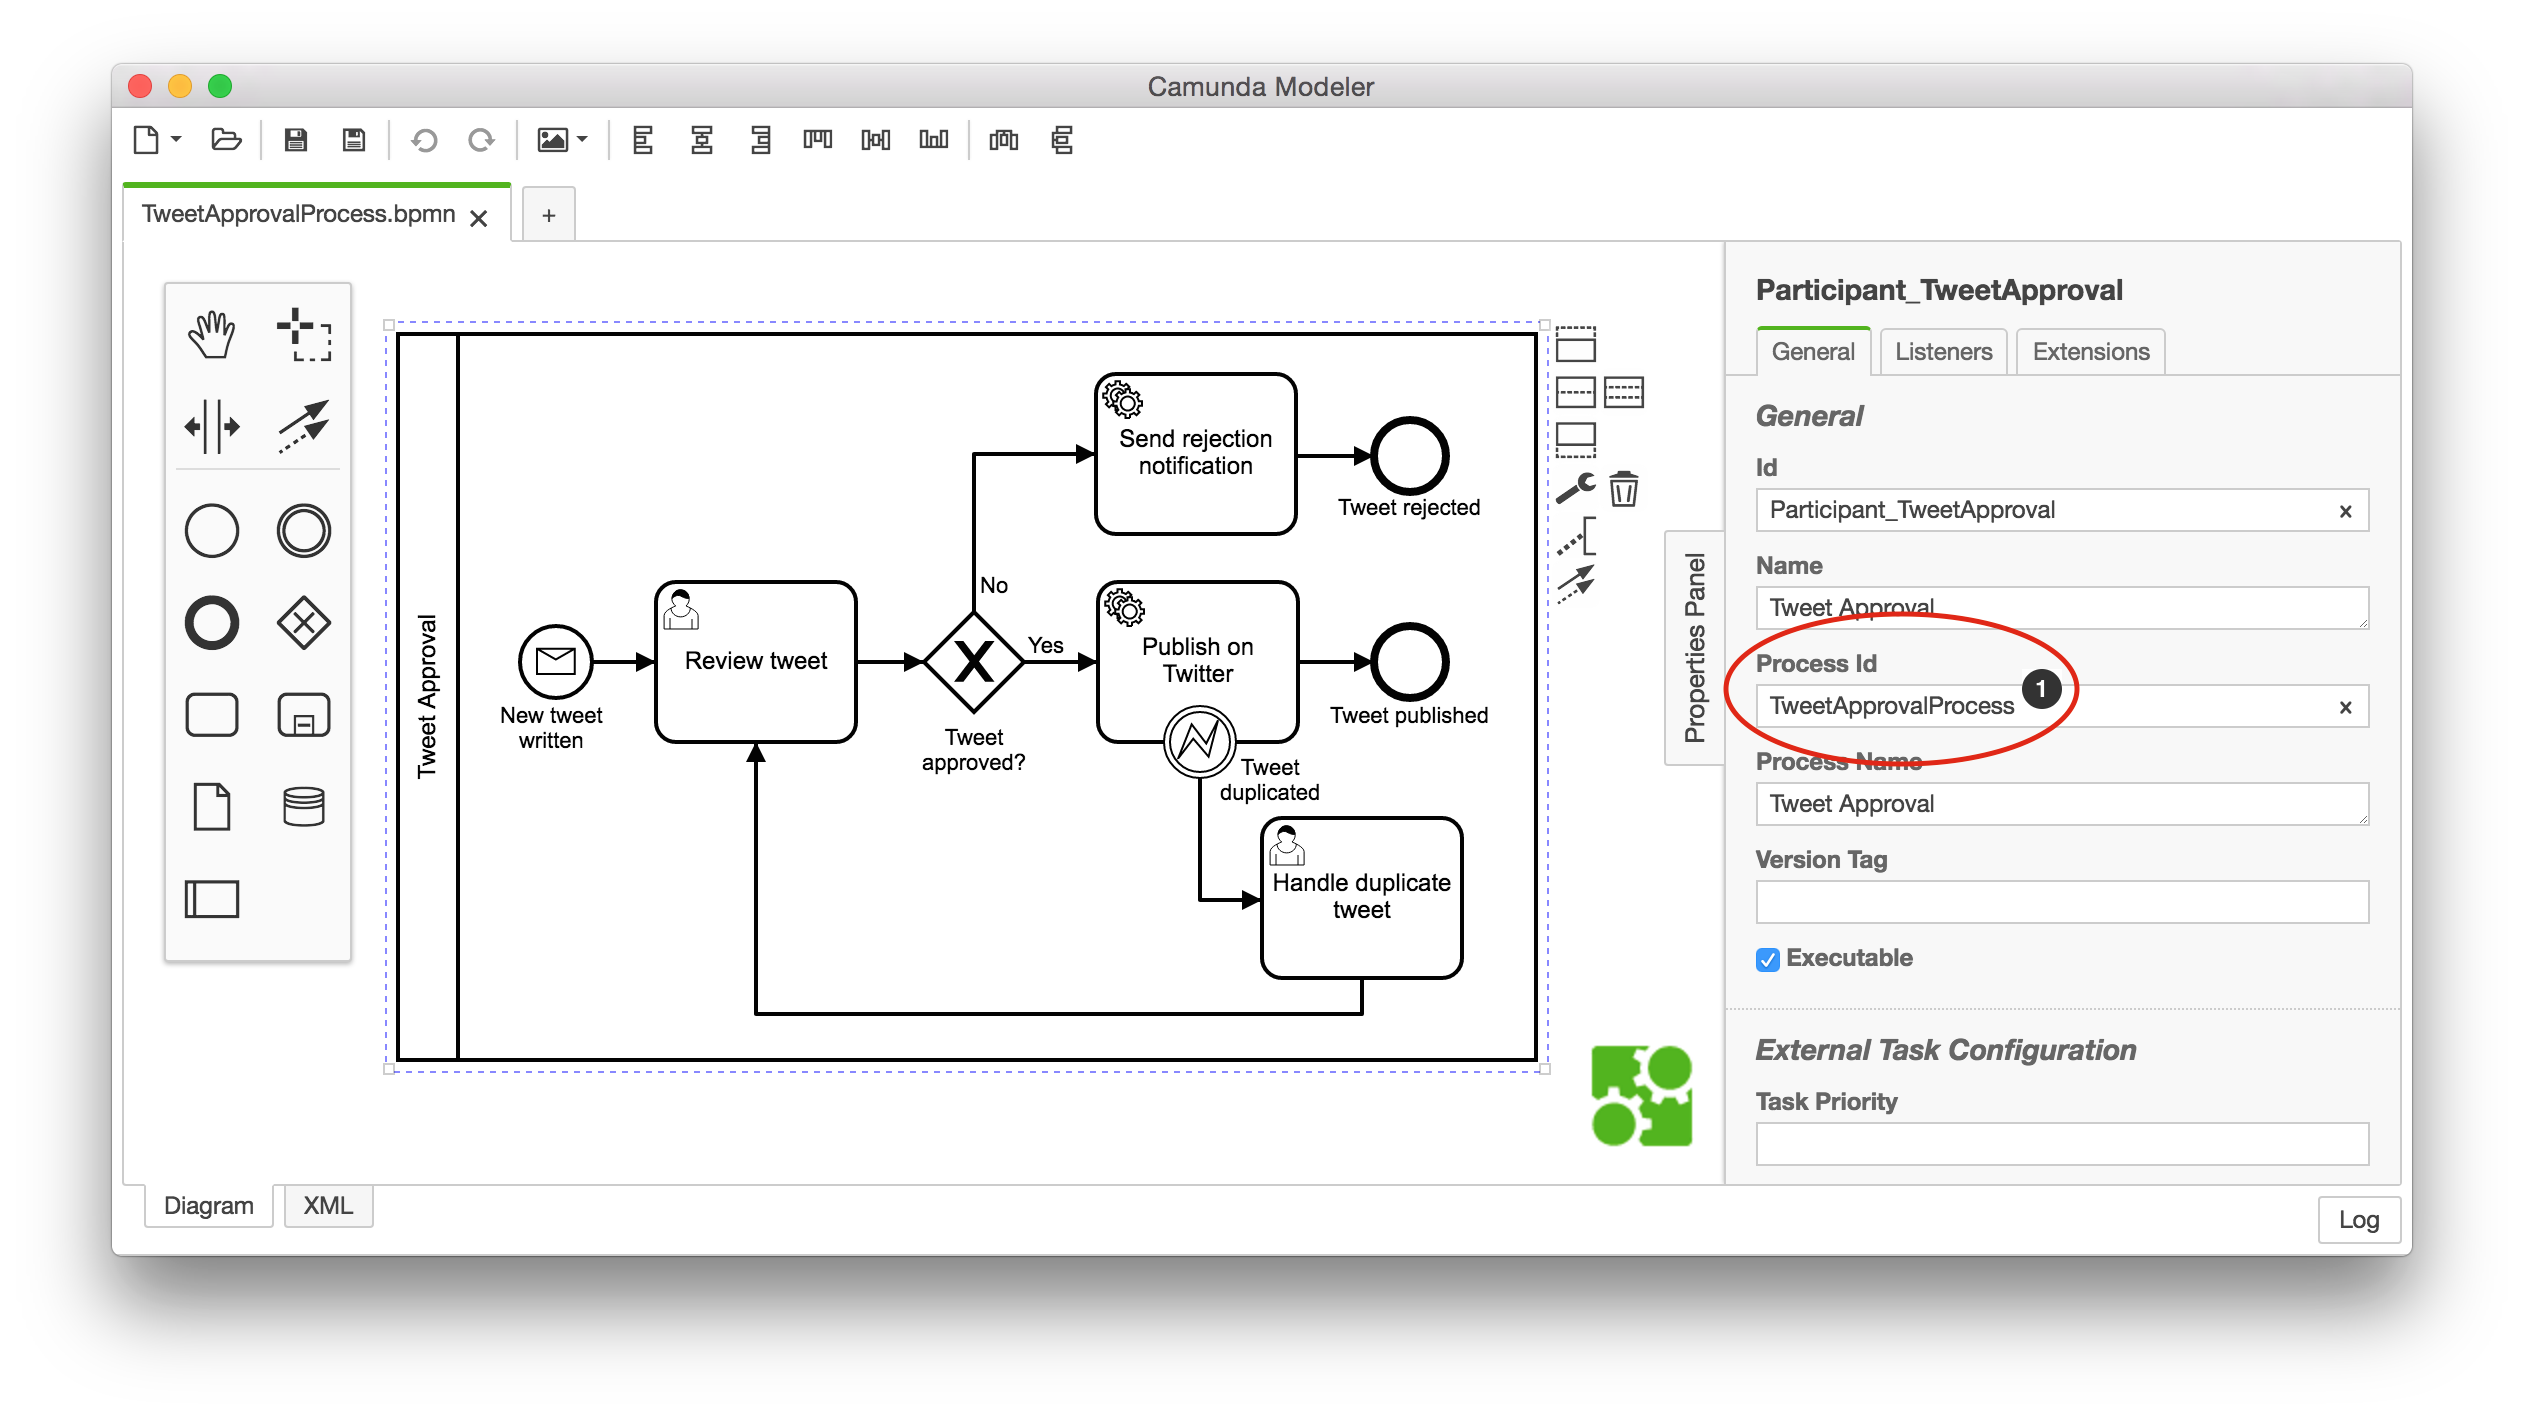 Camunda Modeler
TweetApprovalProcess.bpmn
+
Tweet Approval
New tweet
written
Review tweet
Tweet
approved?
No
Yes
Send rejection
notification
Tweet rejected
Publish on
Twitter
Tweet published
Tweet
duplicated
Handle duplicate
tweet
Properties Panel
Participant_TweetApproval
General
Listeners
Extensions
General
Id
Participant_TweetApproval
Name
Tweet Approval
Process Id
TweetApprovalProcess
1
Process Name
Tweet Approval
Version Tag
Executable
External Task Configuration
Task Priority
Diagram
XML
Log